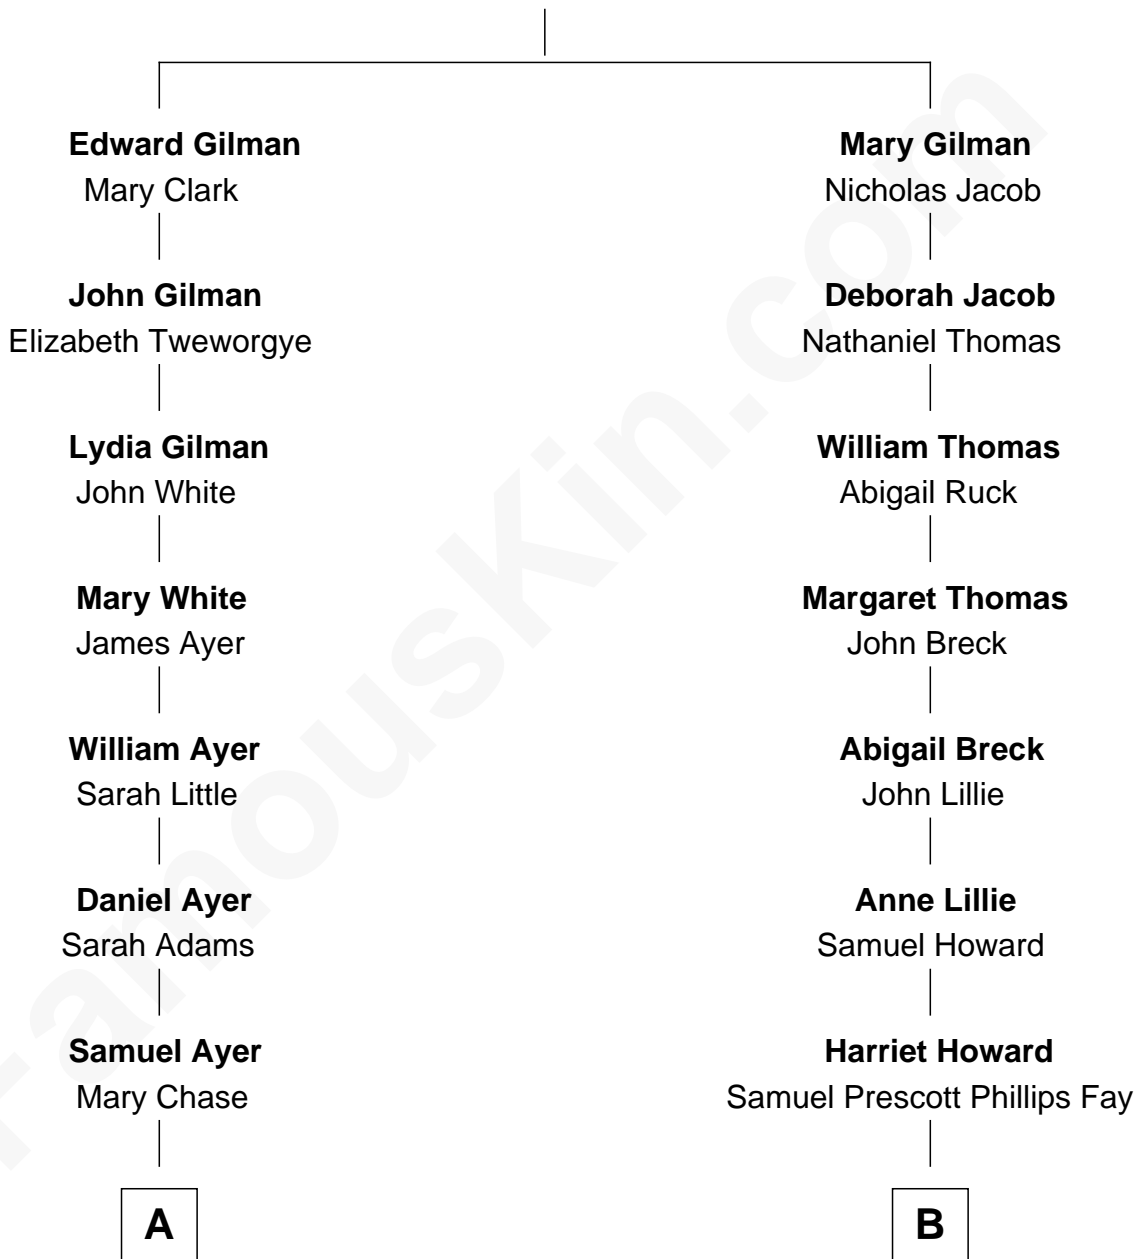 Edward Gilman
Mary Clark
John Gilman
Elizabeth Tweworgye
Lydia Gilman
John White
Mary White
James Ayer
William Ayer
Sarah Little
Daniel Ayer
Sarah Adams
Samuel Ayer
Mary Chase
A
Mary Gilman
Nicholas Jacob
Deborah Jacob
Nathaniel Thomas
William Thomas
Abigail Ruck
Margaret Thomas
John Breck
Abigail Breck
John Lillie
Anne Lillie
Samuel Howard
Harriet Howard
Samuel Prescott Phillips Fay
B
FamousKin.com